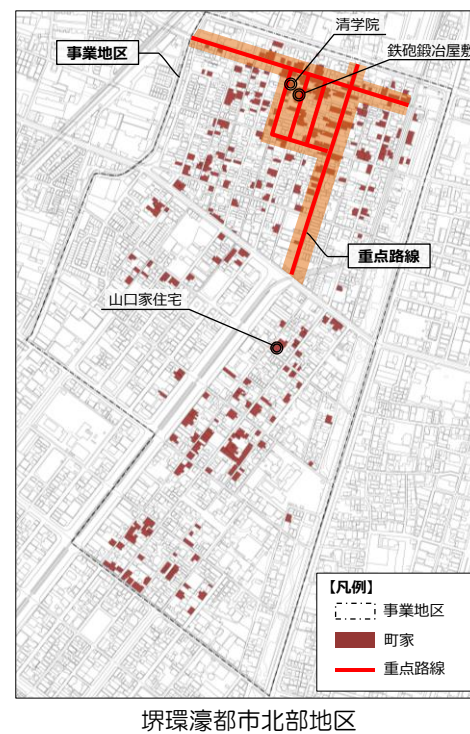 清学院
事業地区
鉄砲鍛冶屋敷
重点路線
山口家住宅
【凡例】
事業地区
町家
重点路線
堺環濠都市北部地区